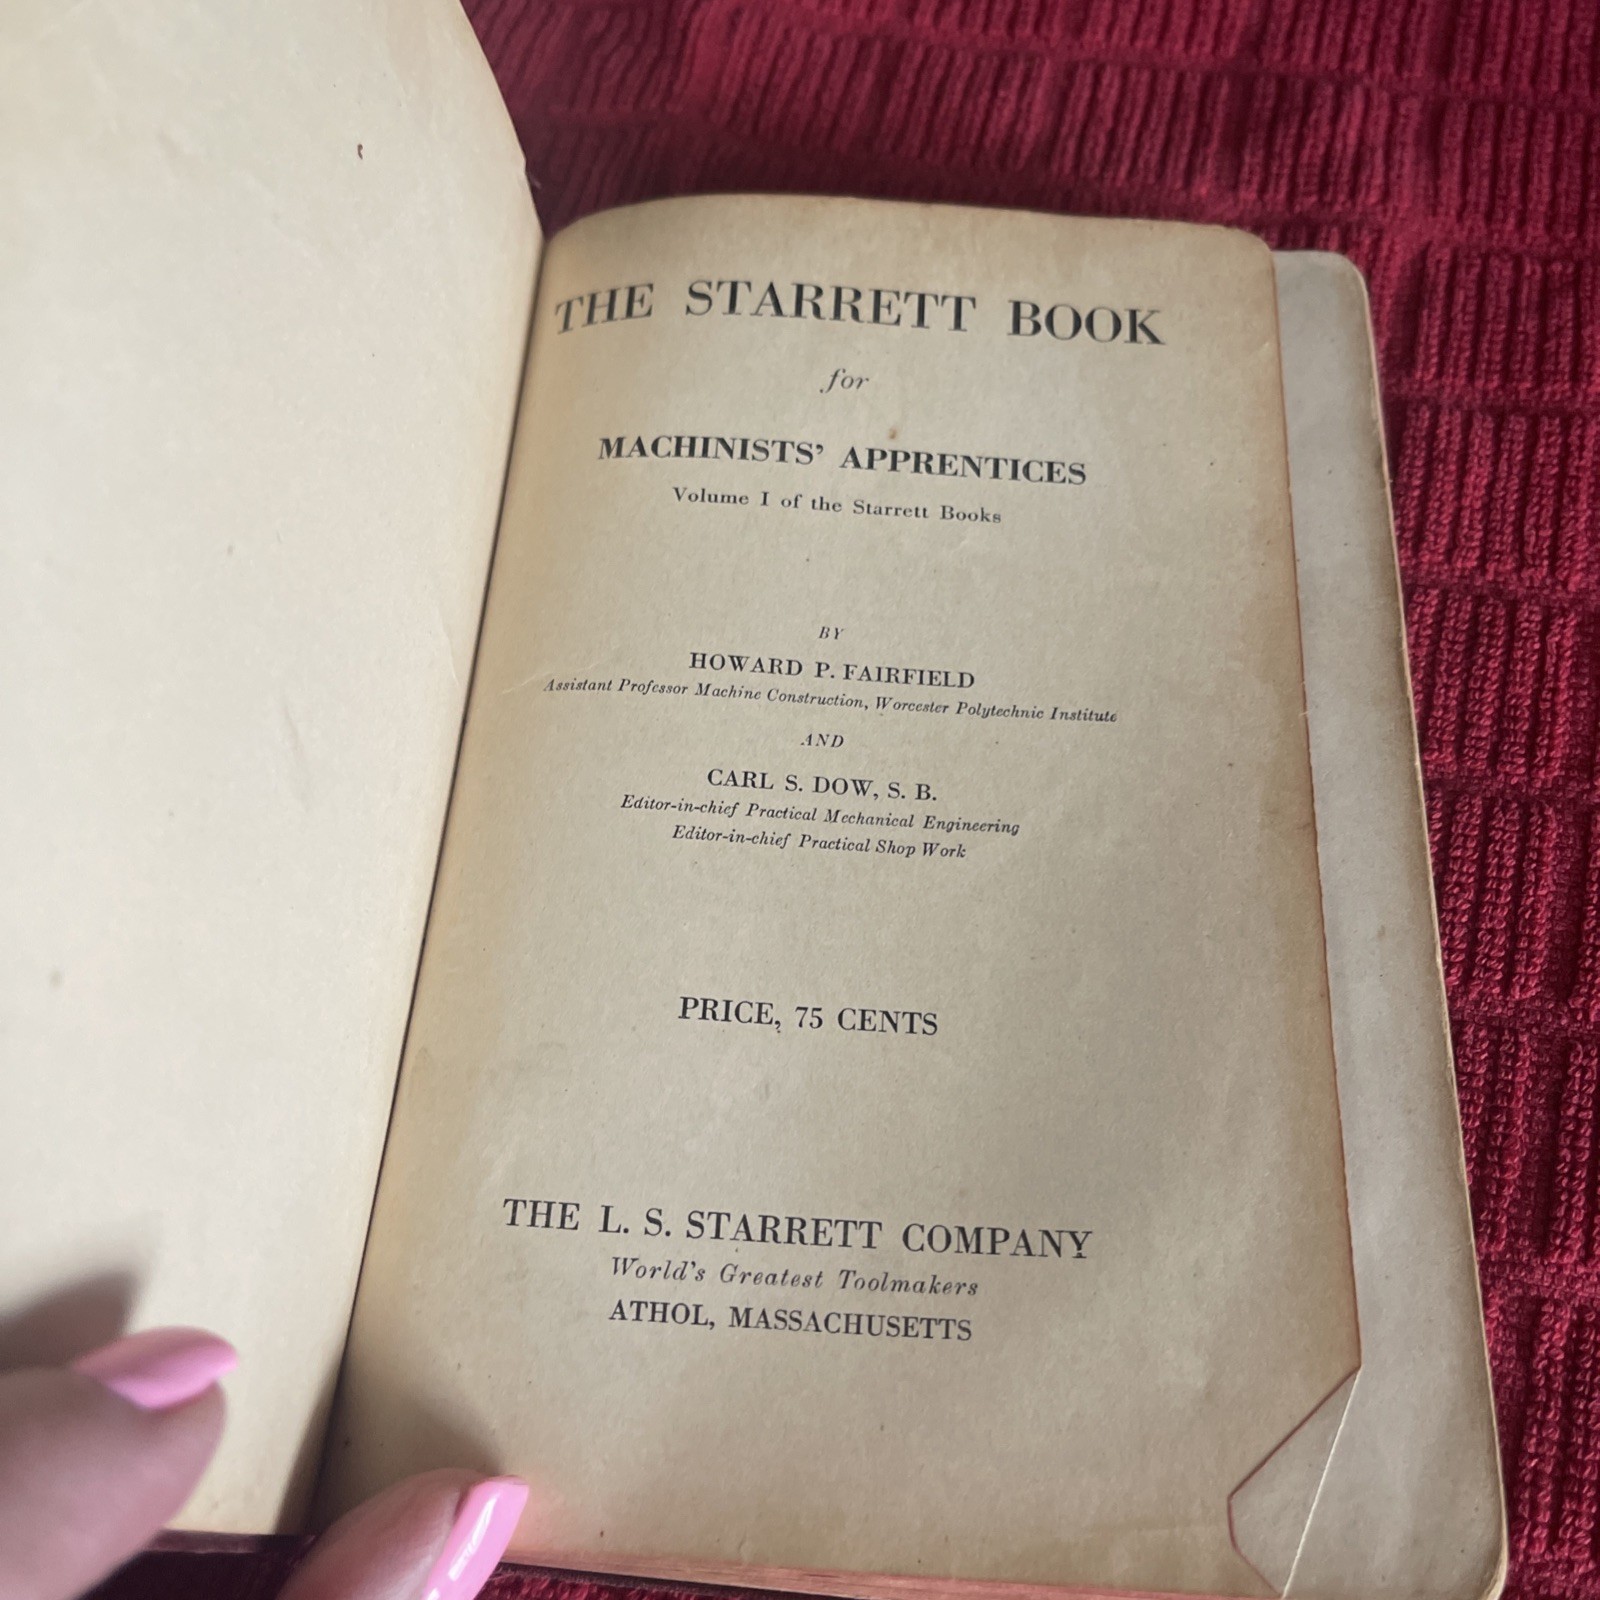 THE STARRETT BOOK
for
MACHINISTS' APPRENTICES
Volume I of the Starrett Books
BY
HOWARD P. FAIRFIELD
Assistant Professor Machine Construction, Worcester Polytechnic Institute
AND
CARL S. DOW, S. B.
Editor-in-chief Practical Mechanical Engineering
Editor-in-chief Practical Shop Work
PRICE, 75 CENTS
THE L. S. STARRETT COMPANY
World's Greatest Toolmakers
ATHOL, MASSACHUSETTS